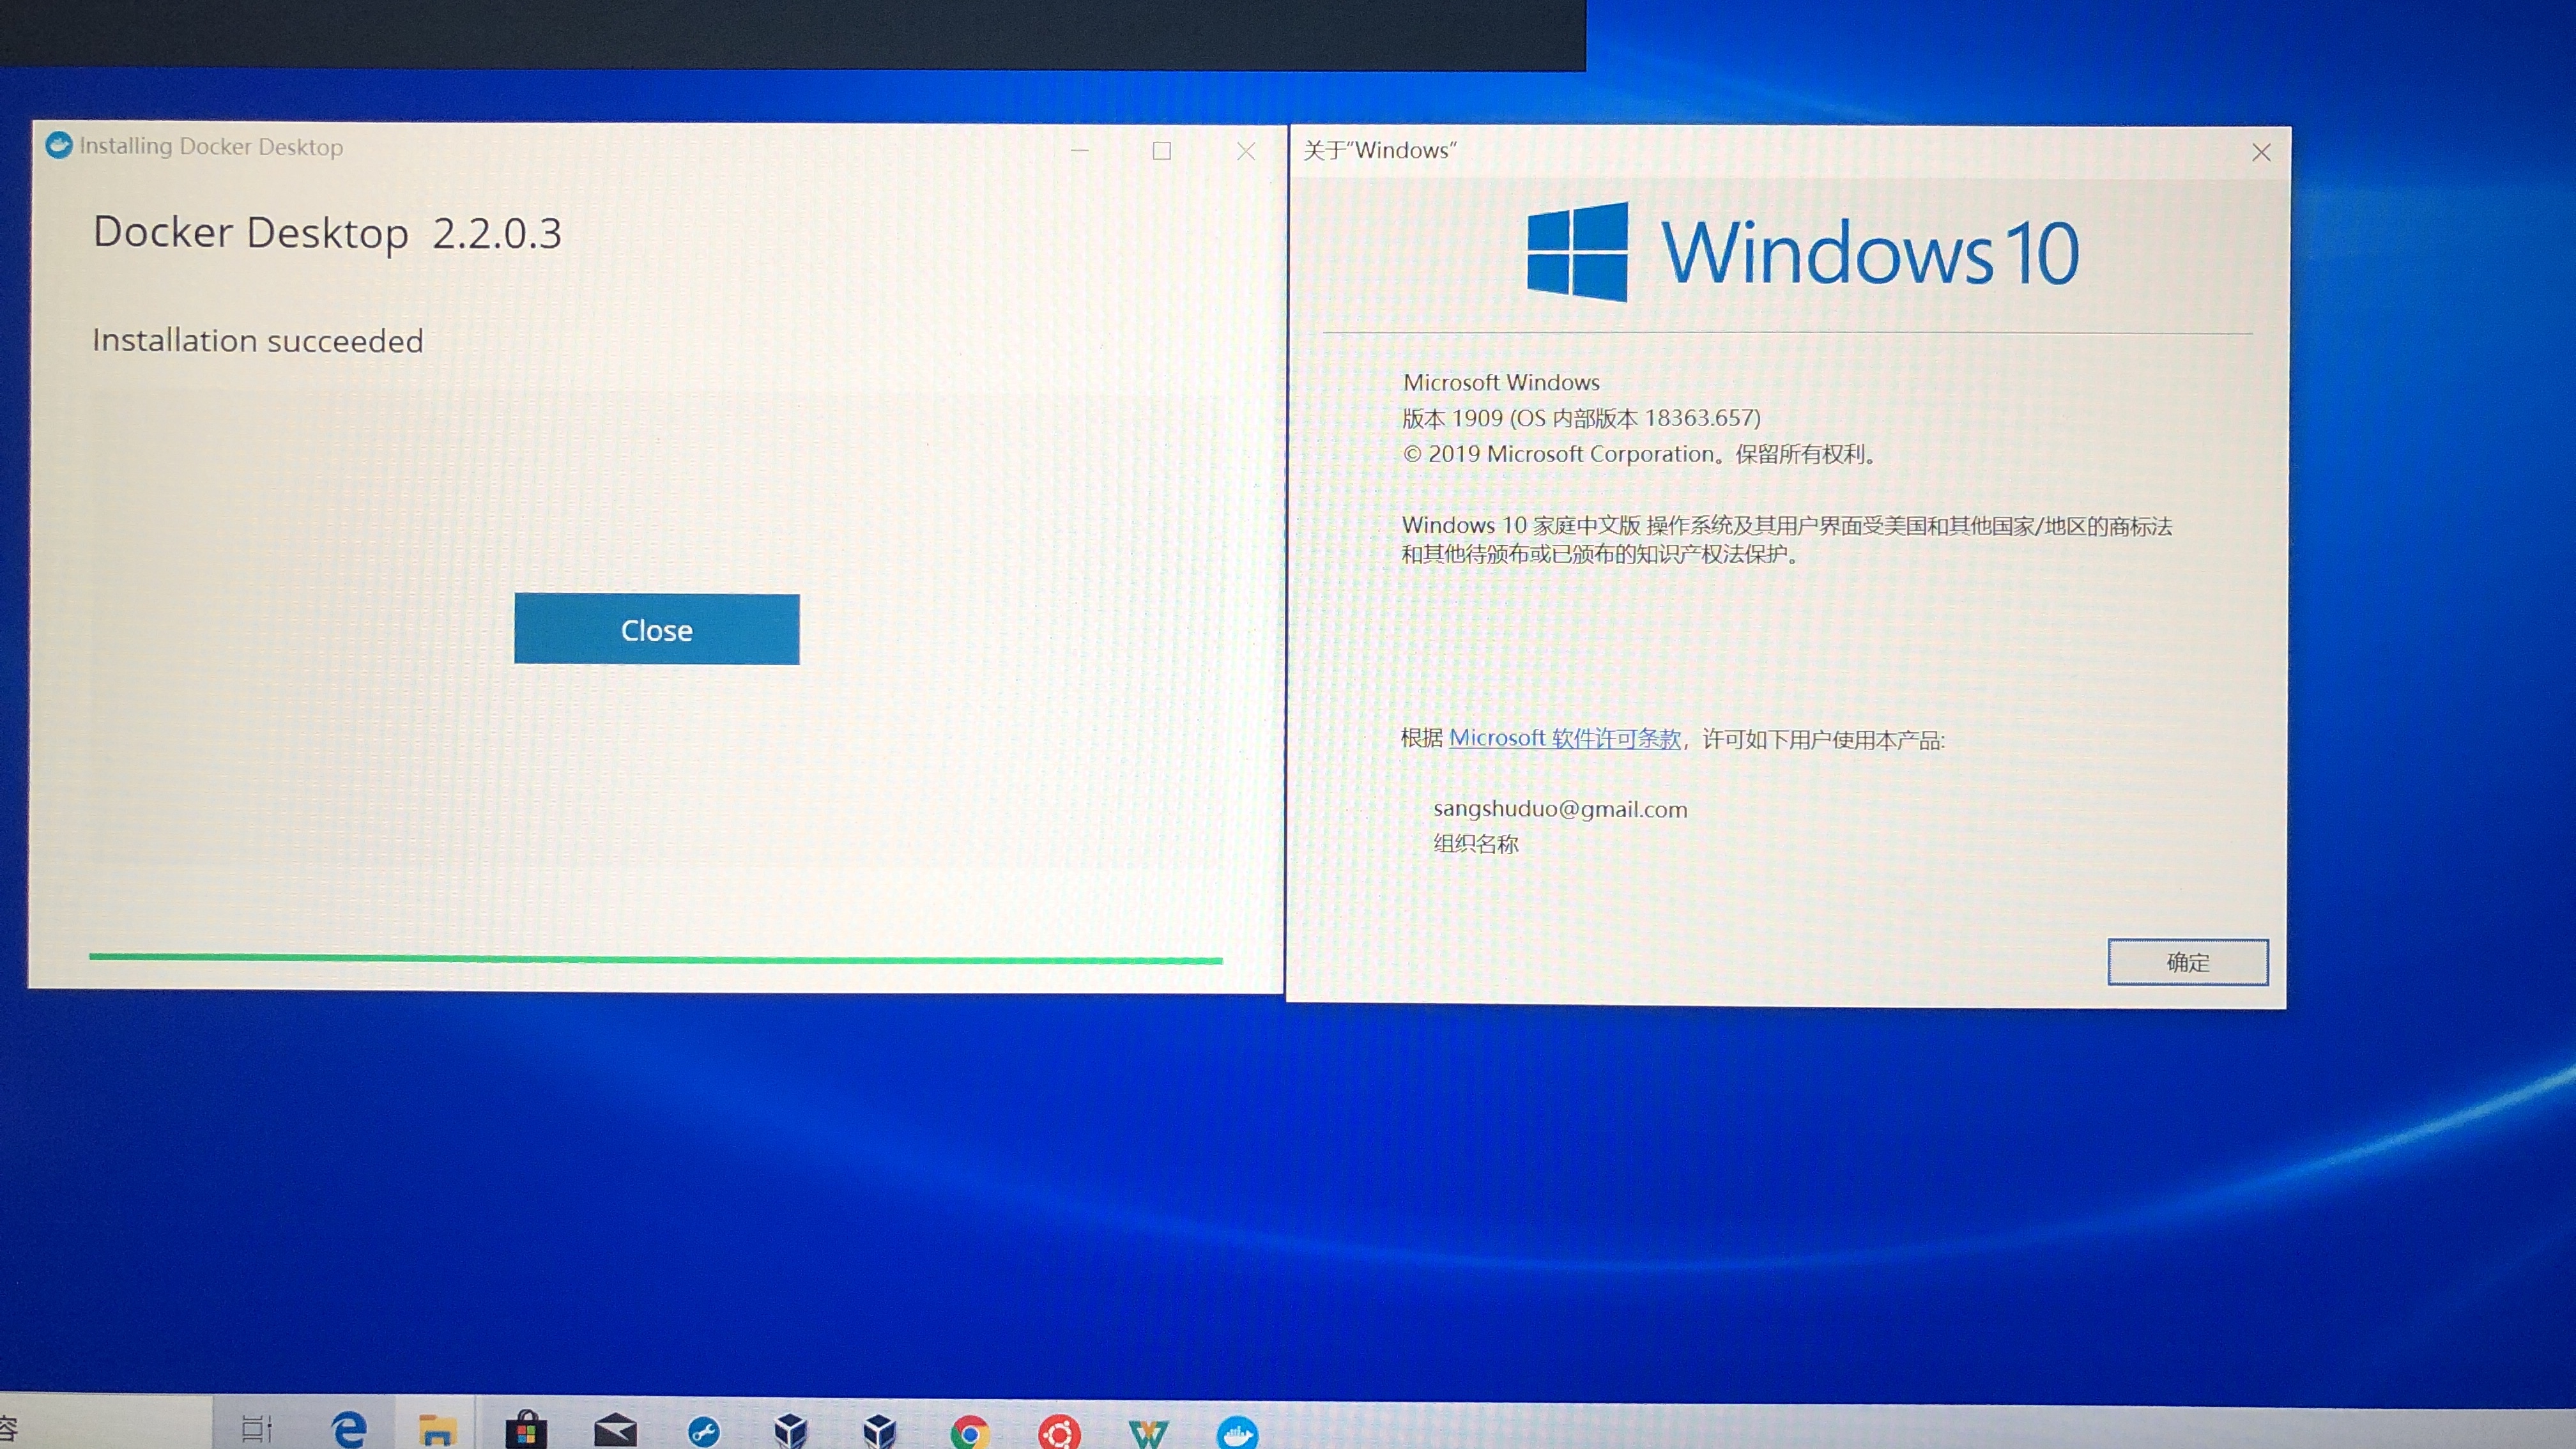 Installing Docker Desktop
Docker Desktop 2.2.0.3
Installation succeeded
Close
关于"Windows"
Windows 10
Microsoft Windows
版本 1909 (OS 内部版本 18363.657)
© 2019 Microsoft Corporation。保留所有权利。
Windows 10 家庭中文版 操作系统及其用户界面受美国和其他国家/地区的商标法
和其他待颁布或已颁布的知识产权法保护。
根据 Microsoft 软件许可条款，许可如下用户使用本产品:
sangshuduo@gmail.com
组织名称
确定
容